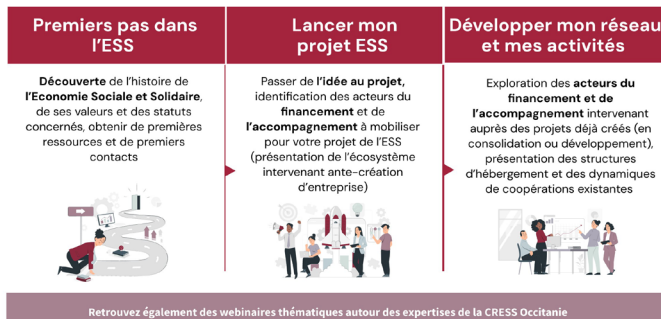 Premiers pas dans
l'ESS
Découverte de l'histoire de
l'Economie Sociale et Solidaire,
de ses valeurs et des statuts
concernés, obtenir de premières
ressources et de premiers
contacts
Lancer mon
projet ESS
Passer de l'idée au projet,
identification des acteurs du
financement et de
l'accompagnement à mobiliser
pour votre projet de l'ESS
(présentation de l'écosystème
intervenant ante-création
d'entreprise)
Développer mon réseau
et mes activités
Exploration des acteurs du
financement et de
l'accompagnement intervenant
auprès des projets déjà créés (en
consolidation ou développement),
présentation des structures
d'hébergement et des dynamiques
de coopérations existantes
Retrouvez également des webinaires thématiques autour des expertises de la CRESS Occitanie